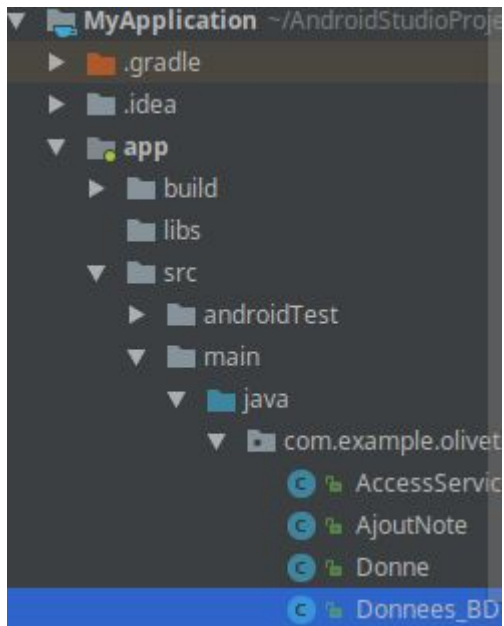 MyApplication ~/AndroidStudioProje
.gradle
.idea
app
build
libs
src
androidTest
main
java
com.example.olivet
AccessServic
AjoutNote
Donne
Donnees_BD